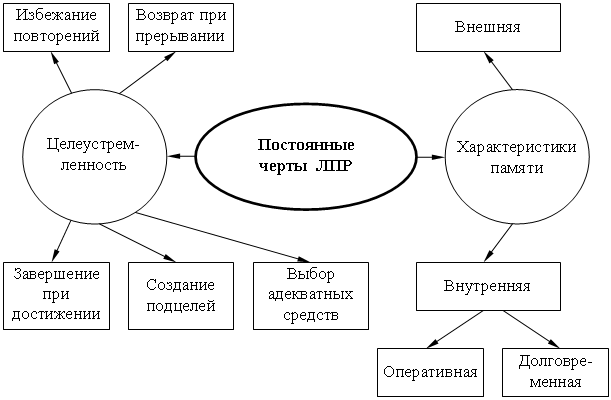 Избежание
повторений
Возврат при
прерывании
Внешняя
Целеустрем-
ленность
Постоянные
черты ЛПР
Характеристики
памяти
Завершение
при
достижении
Создание
подцелей
Выбор
адекватных
средств
Внутренняя
Оперативная
Долговре-
менная